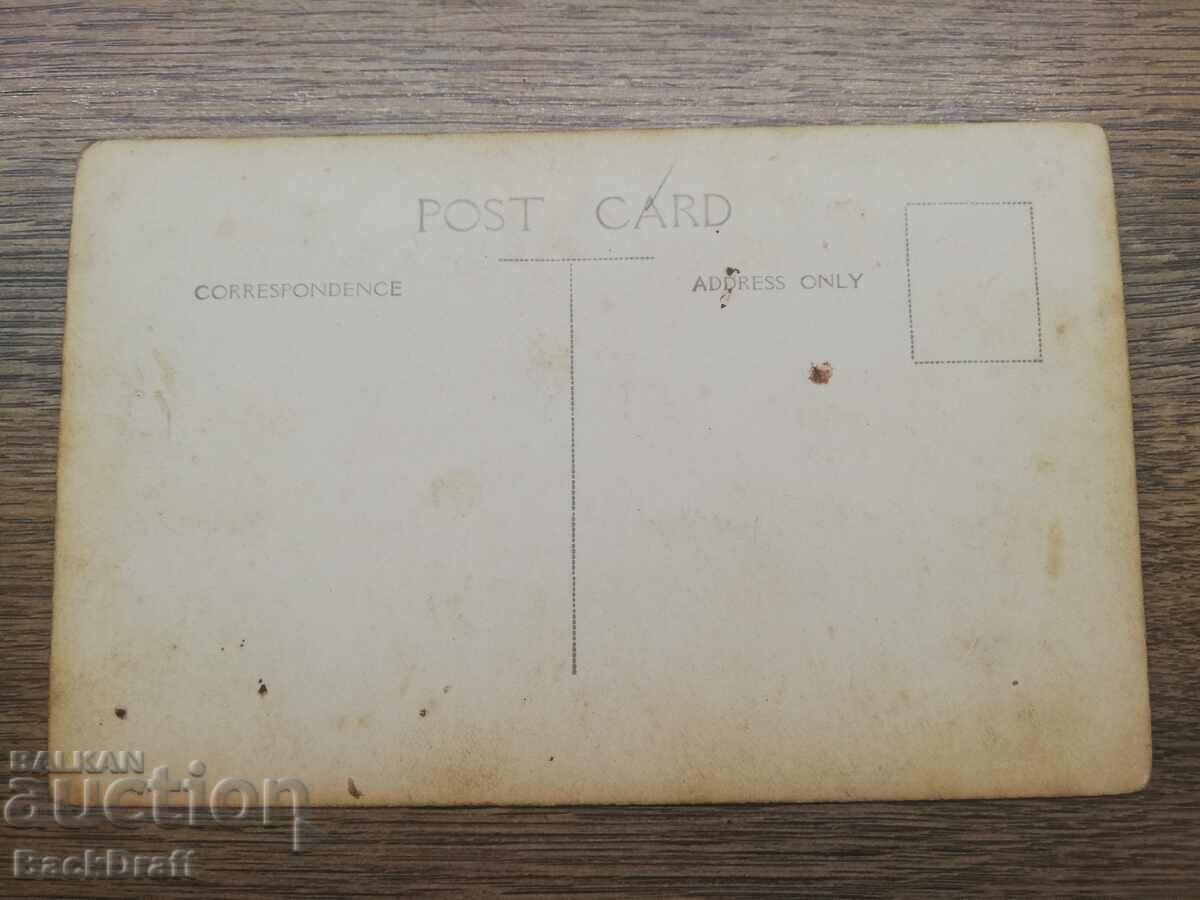 POST CARD
CORRESPONDENCE
ADDRESS ONLY
BALKAN
auction
BackDraft